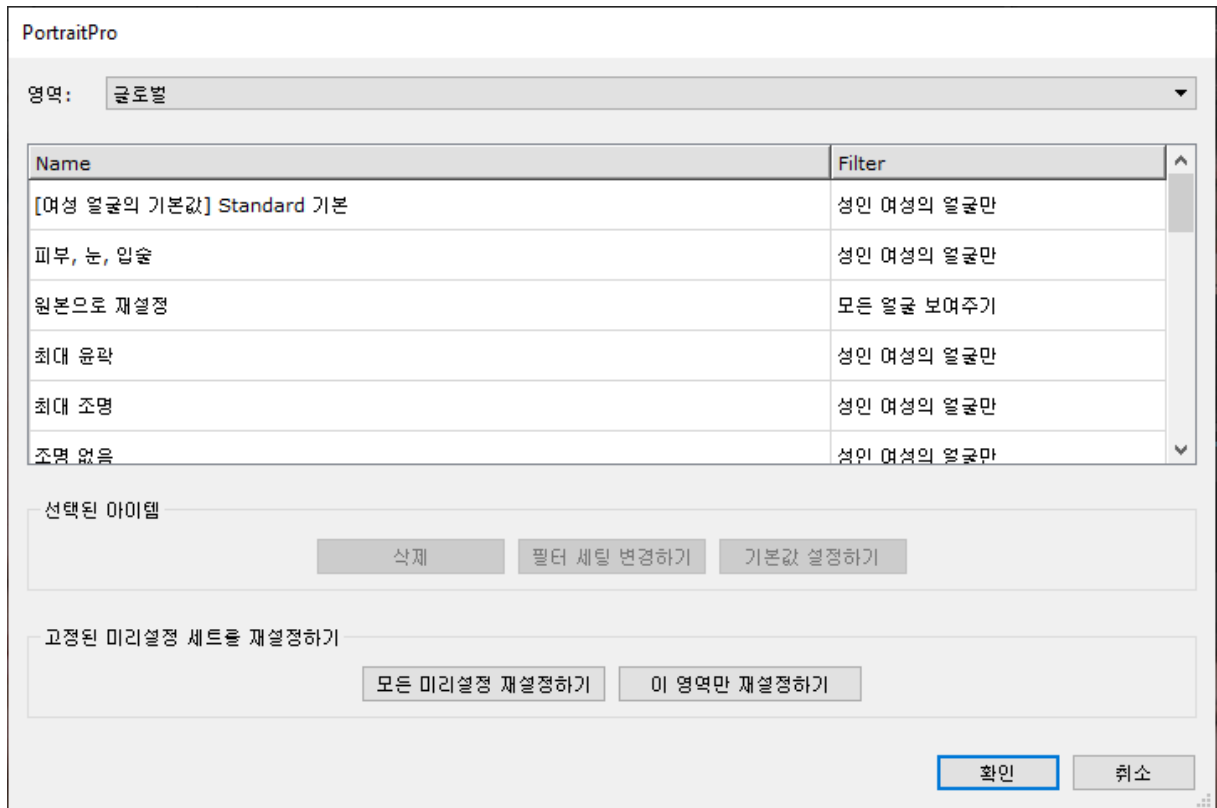 PortraitPro
영역: 글로벌
Name Filter
[여성 얼굴의 기본값] Standard 기본 성인 여성의 얼굴만
피부, 눈, 입술 성인 여성의 얼굴만
원본으로 재설정 모든 얼굴 보여주기
최대 윤곽 성인 여성의 얼굴만
최대 조명 성인 여성의 얼굴만
조명 없음 성인 여성의 얼굴만
선택된 아이템
삭제 필터 세팅 변경하기 기본값 설정하기
고정된 미리설정 세트를 재설정하기
모든 미리설정 재설정하기 이 영역만 재설정하기
확인 취소